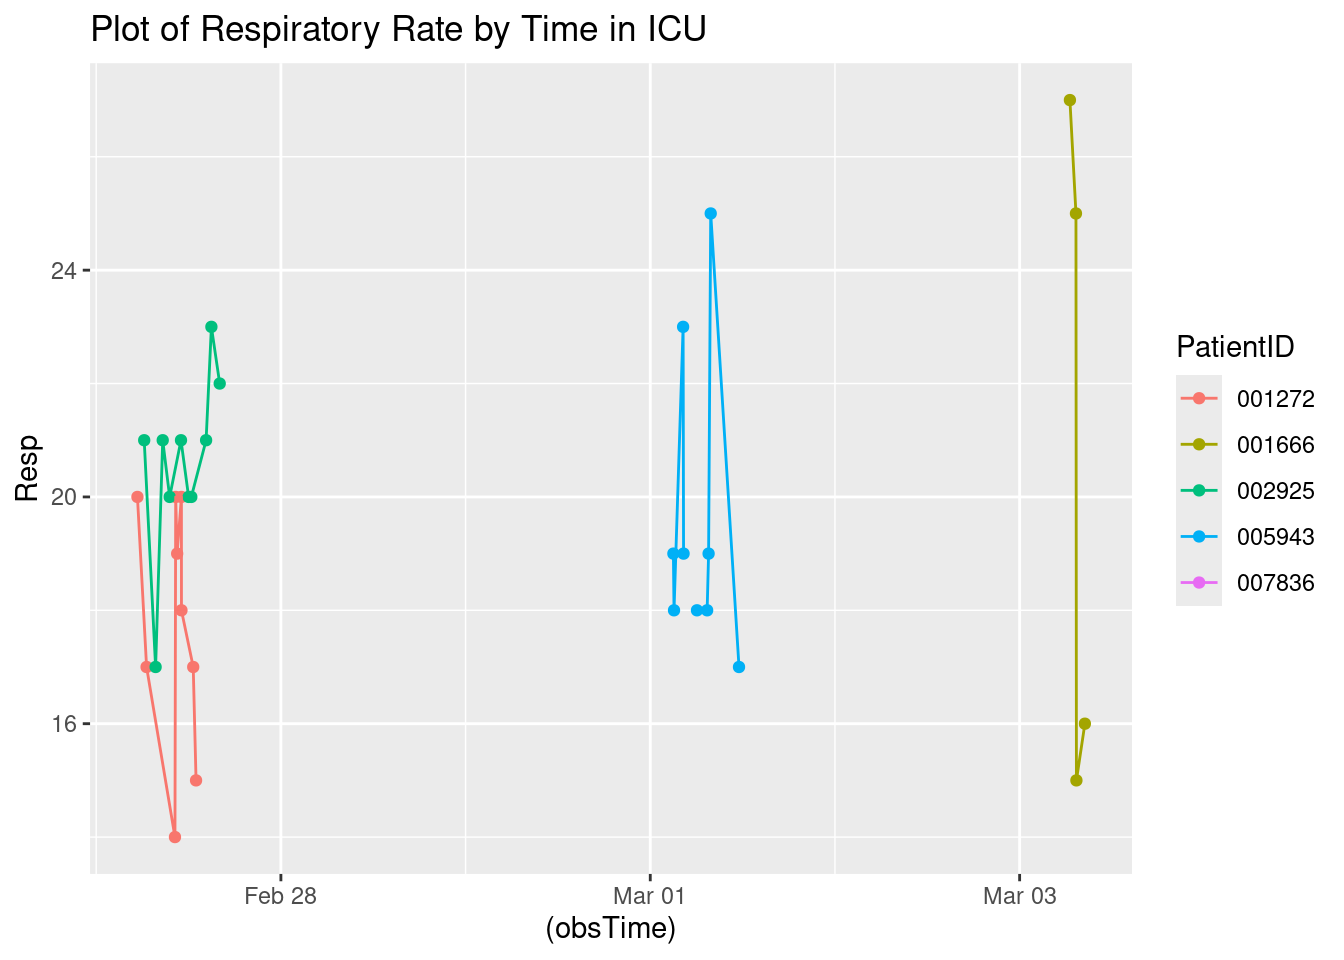 Plot of Respiratory Rate by Time in ICU
Resp
24
20
16
Feb 28
Mar 01
Mar 03
(obsTime)
PatientID
001272
001666
002925
005943
007836